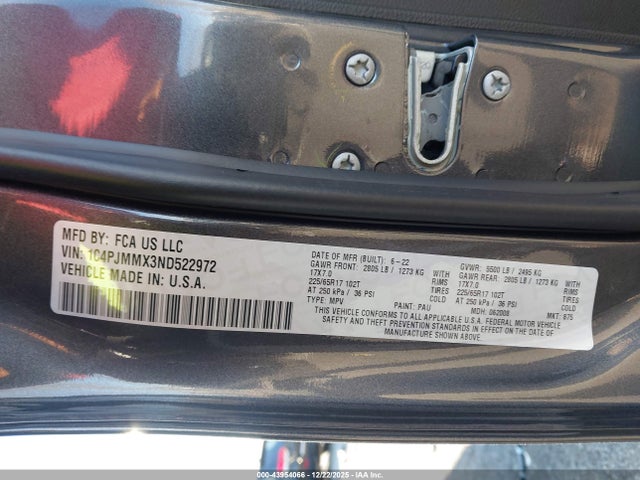 MFD BY: FCA US LLC
VIN: 1C4PJMMX3ND522972
VEHICLE MADE IN: U.S.A.
DATE OF MFR (BUILT): 6-22 GVWR: 5500 LB / 2495 KG
GAWR FRONT: 2805 LB / 1273 KG WITH GAWR REAR: 2805 LB / 1273 KG WITH
17X7.0 RIMS 17X7.0 RIMS
225/65R17 102T TIRES 225/65R17 102T TIRES
AT 250 kPa / 36 PSI COLD AT 250 kPa / 36 PSI COLD
TYPE: MPV PAINT: PAU MDH: 062008 MKT: 875
THIS VEHICLE CONFORMS TO ALL APPLICABLE U.S.A. FEDERAL MOTOR VEHICLE
SAFETY AND THEFT PREVENTION STANDARDS IN EFFECT ON THE DATE OF
MANUFACTURE SHOWN ABOVE.
000-43954066 12/22/2025 - IAA Inc.